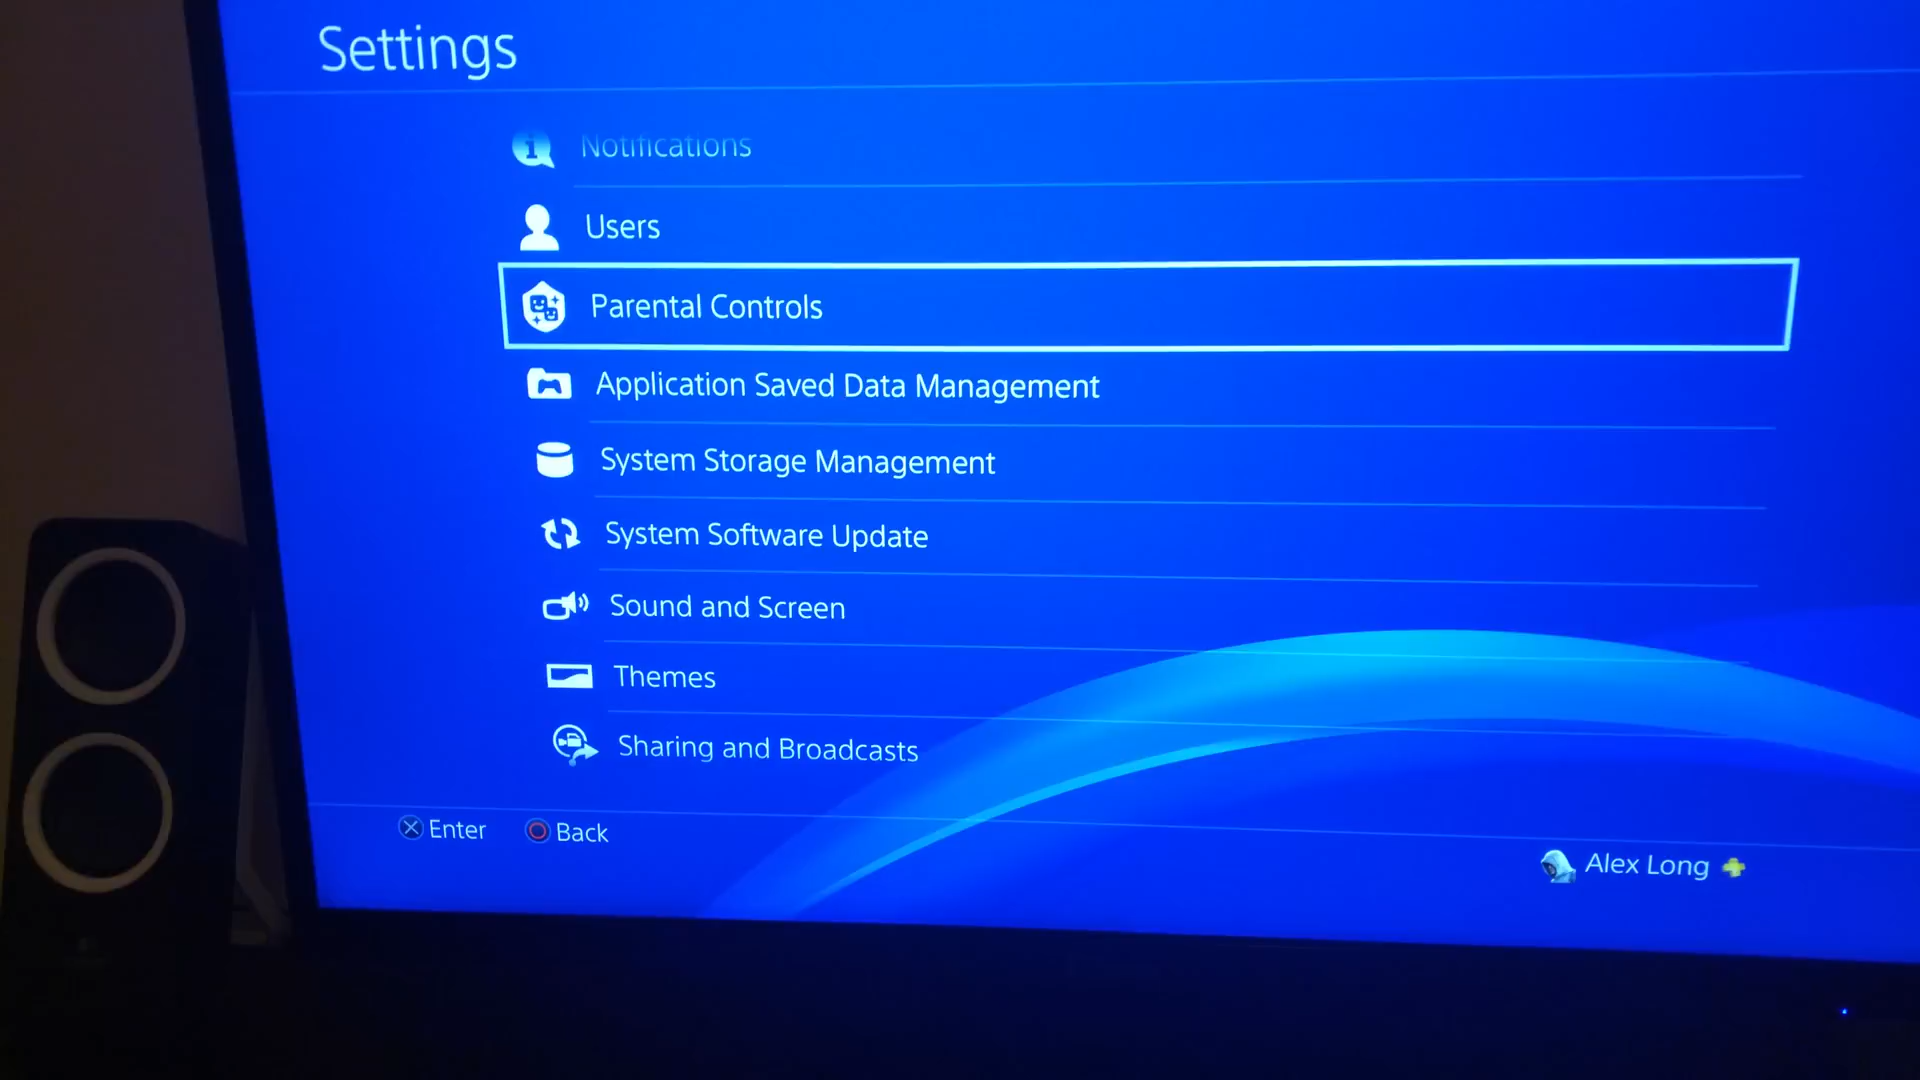 Settings
Notifications
Users
Parental Controls
Application Saved Data Management
System Storage Management
System Software Update
Sound and Screen
Themes
Sharing and Broadcasts
Enter Back
Alex Long